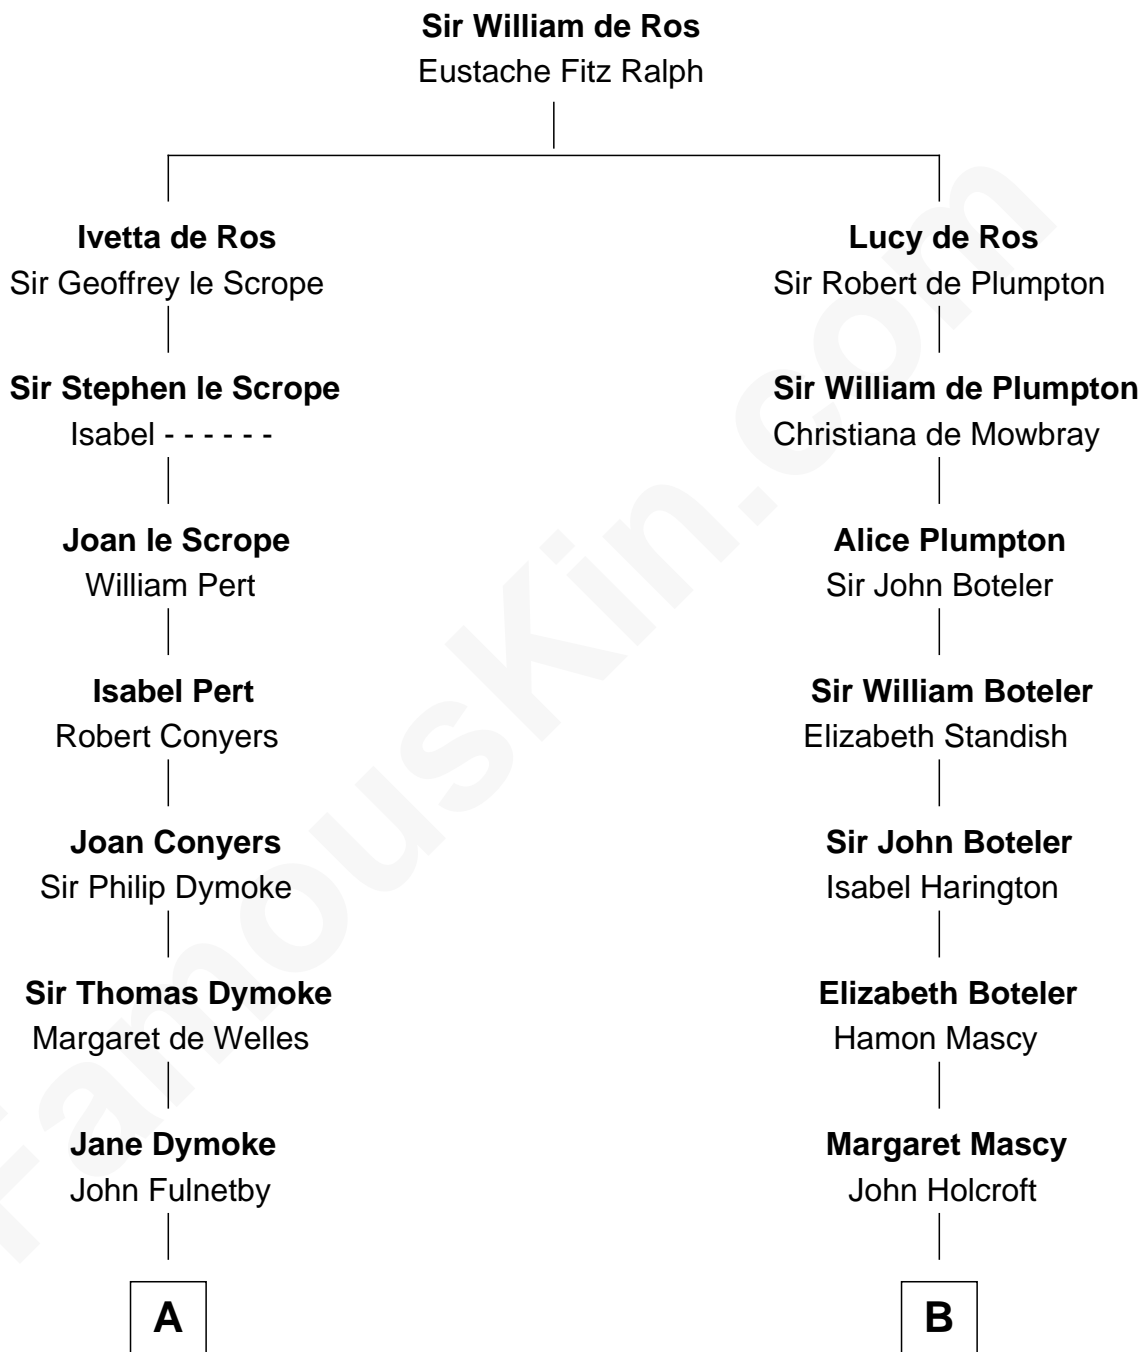 Sir William de Ros
Eustache Fitz Ralph
Ivetta de Ros
Sir Geoffrey le Scrope
Lucy de Ros
Sir Robert de Plumpton
Sir Stephen le Scrope
Isabel - - - - - -
Sir William de Plumpton
Christiana de Mowbray
Joan le Scrope
William Pert
Alice Plumpton
Sir John Boteler
Isabel Pert
Robert Conyers
Sir William Boteler
Elizabeth Standish
Joan Conyers
Sir Philip Dymoke
Sir John Boteler
Isabel Harington
Sir Thomas Dymoke
Margaret de Welles
Elizabeth Boteler
Hamon Mascy
Jane Dymoke
John Fulnetby
Margaret Mascy
John Holcroft
A
B
FamousKin.com